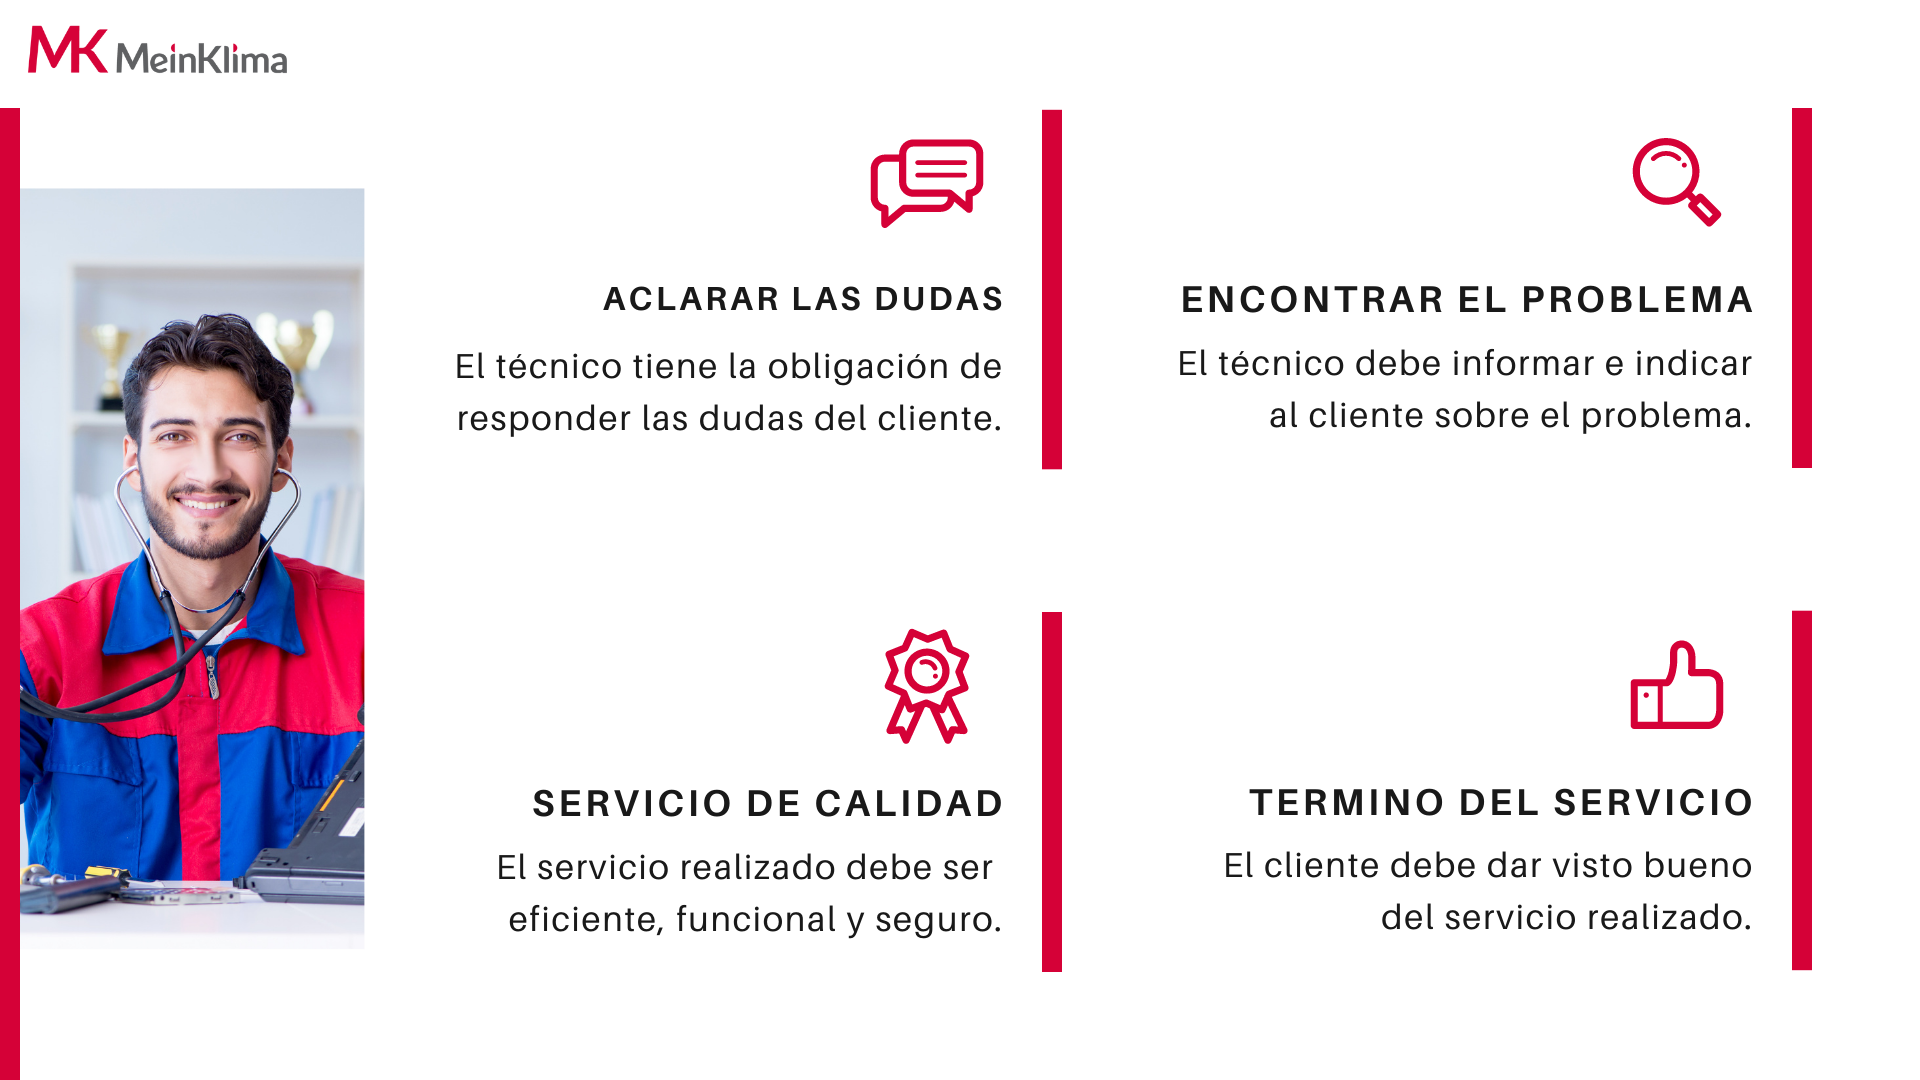 MK MeinKlima
ACLARAR LAS DUDAS
El técnico tiene la obligación de
responder las dudas del cliente.
ENCONTRAR EL PROBLEMA
El técnico debe informar e indicar
al cliente sobre el problema.
SERVICIO DE CALIDAD
El servicio realizado debe ser
eficiente, funcional y seguro.
TERMINO DEL SERVICIO
El cliente debe dar visto bueno
del servicio realizado.